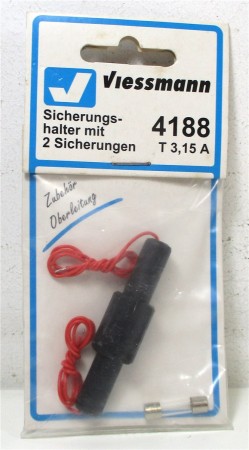 Viessmann
Sicherungs-
halter mit
2 Sicherungen
4188
T 3,15 A
Zubehör
Oberleitung